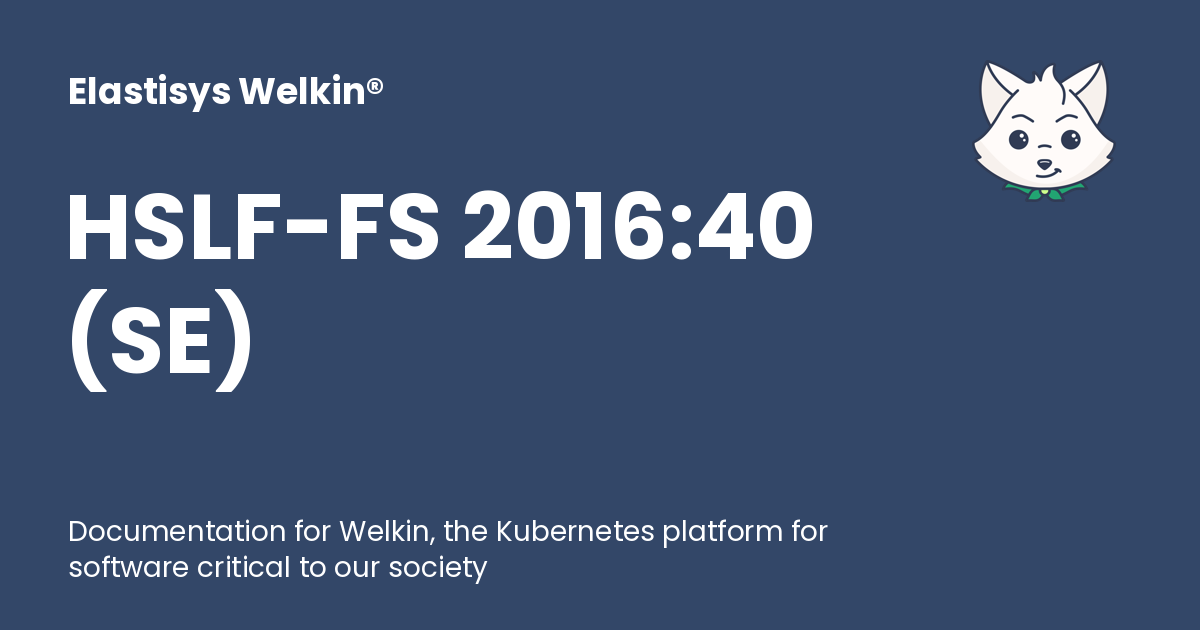 Elastisys Welkin®
HSLF-FS 2016:40
(SE)
Documentation for Welkin, the Kubernetes platform for
software critical to our society